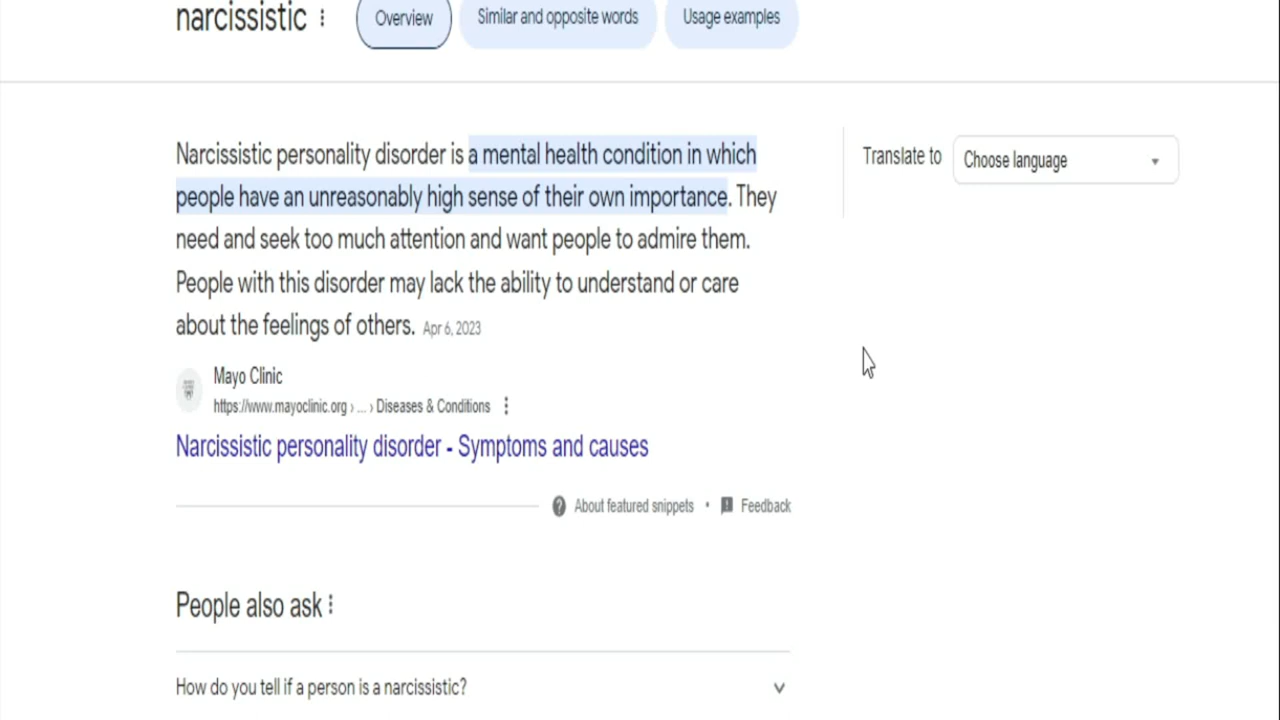 narcissistic
Overview
Similar and opposite words
Usage examples
Narcissistic personality disorder is a mental health condition in which
people have an unreasonably high sense of their own importance. They
need and seek too much attention and want people to admire them.
People with this disorder may lack the ability to understand or care
about the feelings of others. Apr 6, 2023
Translate to
Choose language
Mayo Clinic
https://www.mayoclinic.org › ... › Diseases & Conditions
Narcissistic personality disorder - Symptoms and causes
About featured snippets • Feedback
People also ask
How do you tell if a person is a narcissistic?